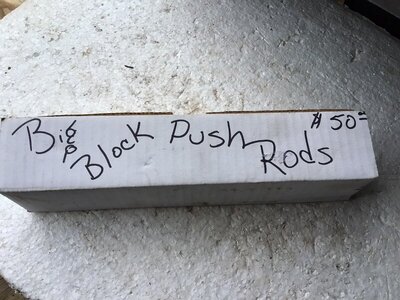 Big Block Push Rods
$50=